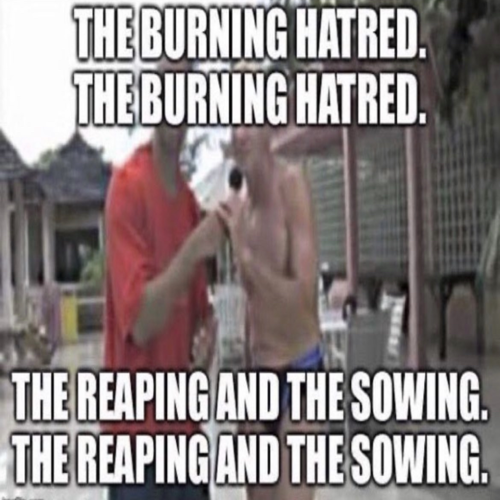 THE BURNING HATRED.
THE BURNING HATRED.
THE REAPING AND THE SOWING.
THE REAPING AND THE SOWING.